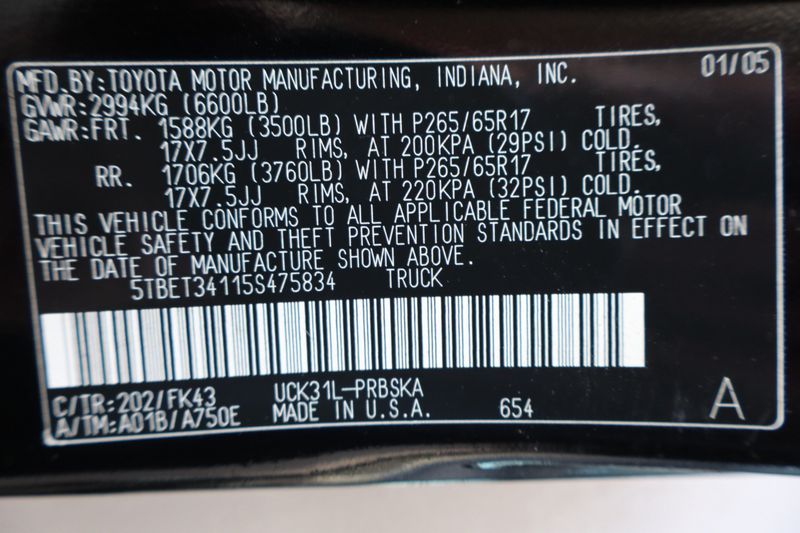 MFD.BY:TOYOTA MOTOR MANUFACTURING, INDIANA, INC. 01/05
GVWR:2994KG (6600LB)
GAWR:FRT. 1588KG (3500LB) WITH P265/65R17 TIRES,
17X7.5JJ RIMS, AT 200KPA (29PSI) COLD.
RR. 1706KG (3760LB) WITH P265/65R17 TIRES,
17X7.5JJ RIMS, AT 220KPA (32PSI) COLD.
THIS VEHICLE CONFORMS TO ALL APPLICABLE FEDERAL MOTOR
VEHICLE SAFETY AND THEFT PREVENTION STANDARDS IN EFFECT ON
THE DATE OF MANUFACTURE SHOWN ABOVE.
5TBET34115S475834 TRUCK
C/TR:202/FK43 UCK31L-PRBSKA
A/TM:A01B/A750E MADE IN U.S.A. 654 A